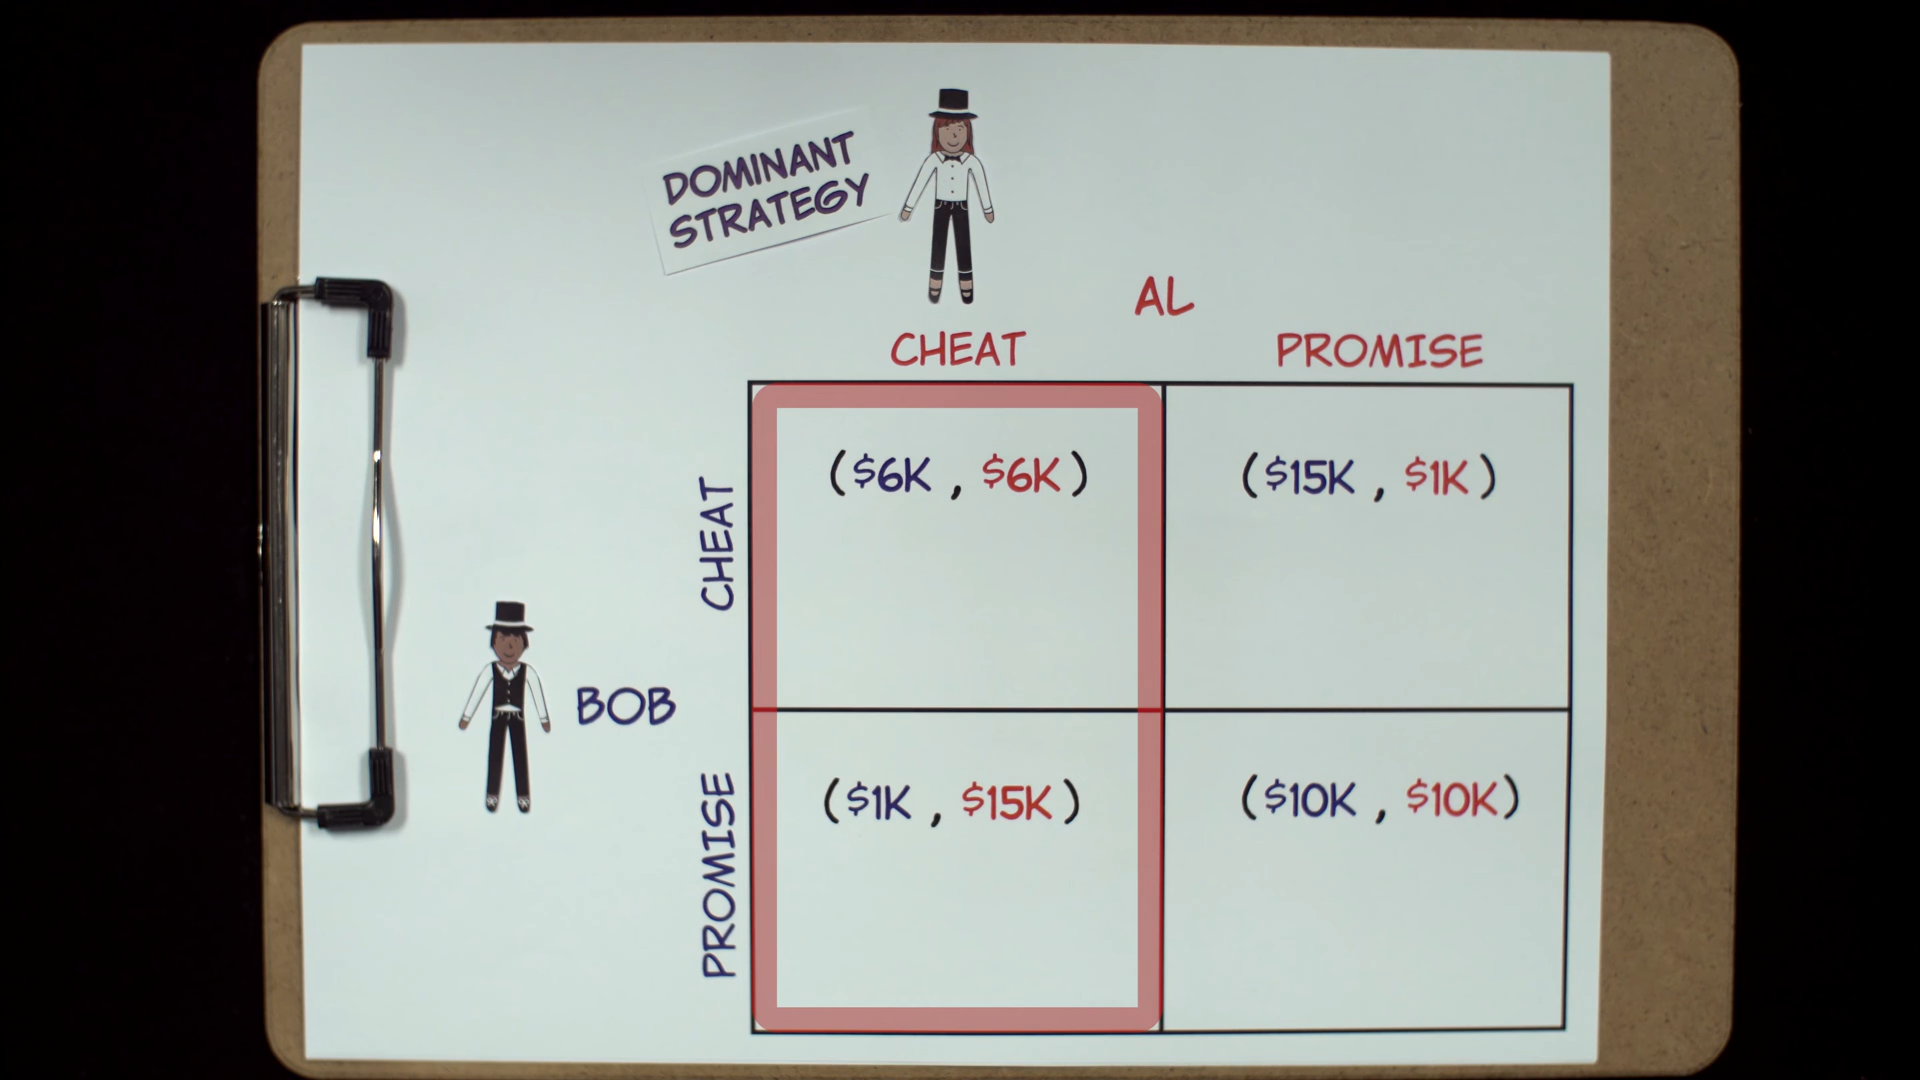 DOMINANT
STRATEGY
AL
CHEAT
PROMISE
CHEAT
($6K , $6K)
($15K , $1K)
BOB
PROMISE
($1K , $15K)
($10K , $10K)